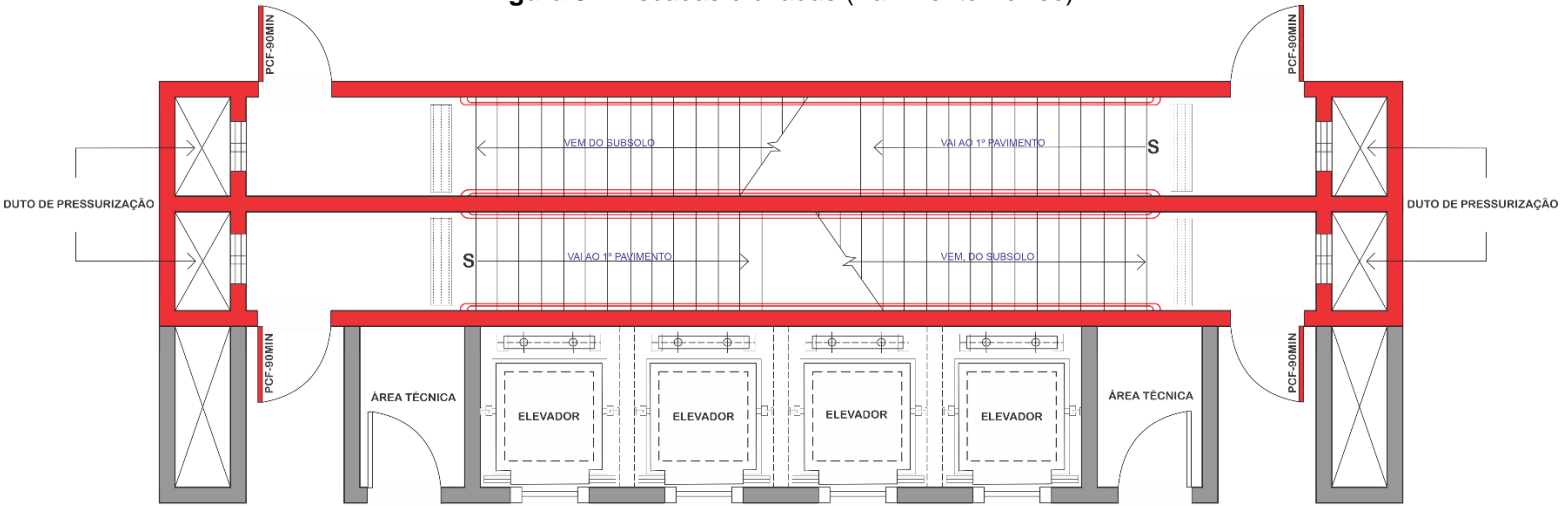 PCF-90MIN
PCF-90MIN
VEM DO SUBSOLO
VAI AO 1º PAVIMENTO
S
DUTO DE PRESSURIZAÇÃO
DUTO DE PRESSURIZAÇÃO
S
VAI AO 1º PAVIMENTO
VEM, DO SUBSOLO
PCF-90MIN
PCF-90MIN
ÁREA TÉCNICA
ELEVADOR
ELEVADOR
ELEVADOR
ELEVADOR
ÁREA TÉCNICA